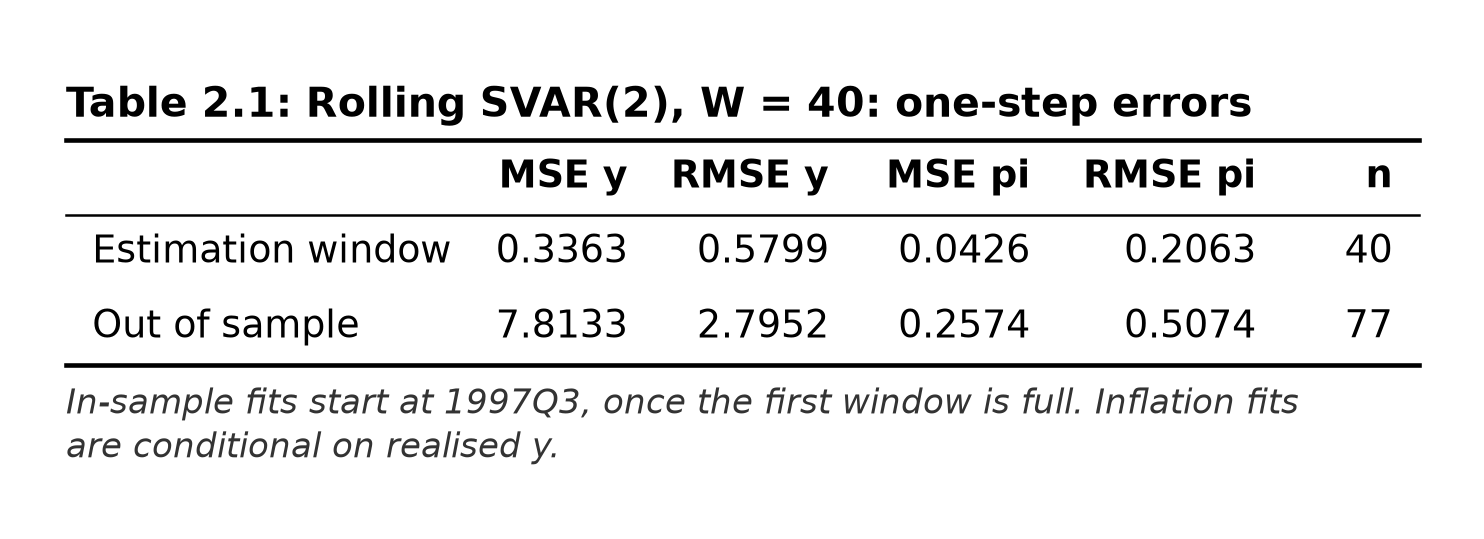 Table 2.1: Rolling SVAR(2), W = 40: one-step errors
MSE y RMSE y MSE pi RMSE pi n
Estimation window 0.3363 0.5799 0.0426 0.2063 40
Out of sample 7.8133 2.7952 0.2574 0.5074 77
In-sample fits start at 1997Q3, once the first window is full. Inflation fits
are conditional on realised y.